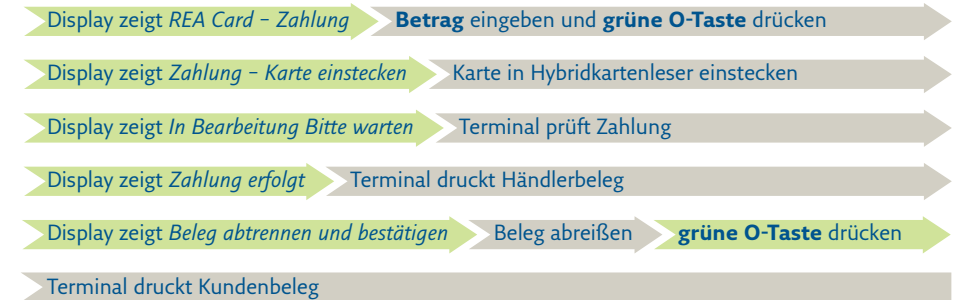 Display zeigt REA Card – Zahlung Betrag eingeben und grüne O-Taste drücken
Display zeigt Zahlung – Karte einstecken Karte in Hybridkartenleser einstecken
Display zeigt In Bearbeitung Bitte warten Terminal prüft Zahlung
Display zeigt Zahlung erfolgt Terminal druckt Händlerbeleg
Display zeigt Beleg abtrennen und bestätigen Beleg abreißen grüne O-Taste drücken
Terminal druckt Kundenbeleg